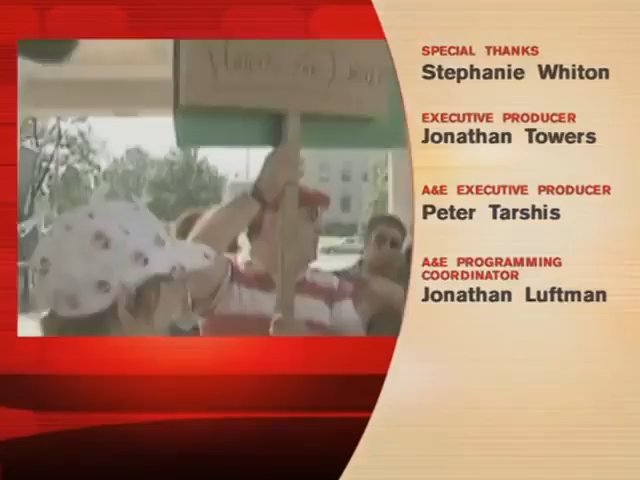 SPECIAL THANKS
Stephanie Whiton
EXECUTIVE PRODUCER
Jonathan Towers
A&E EXECUTIVE PRODUCER
Peter Tarshis
A&E PROGRAMMING
COORDINATOR
Jonathan Luftman